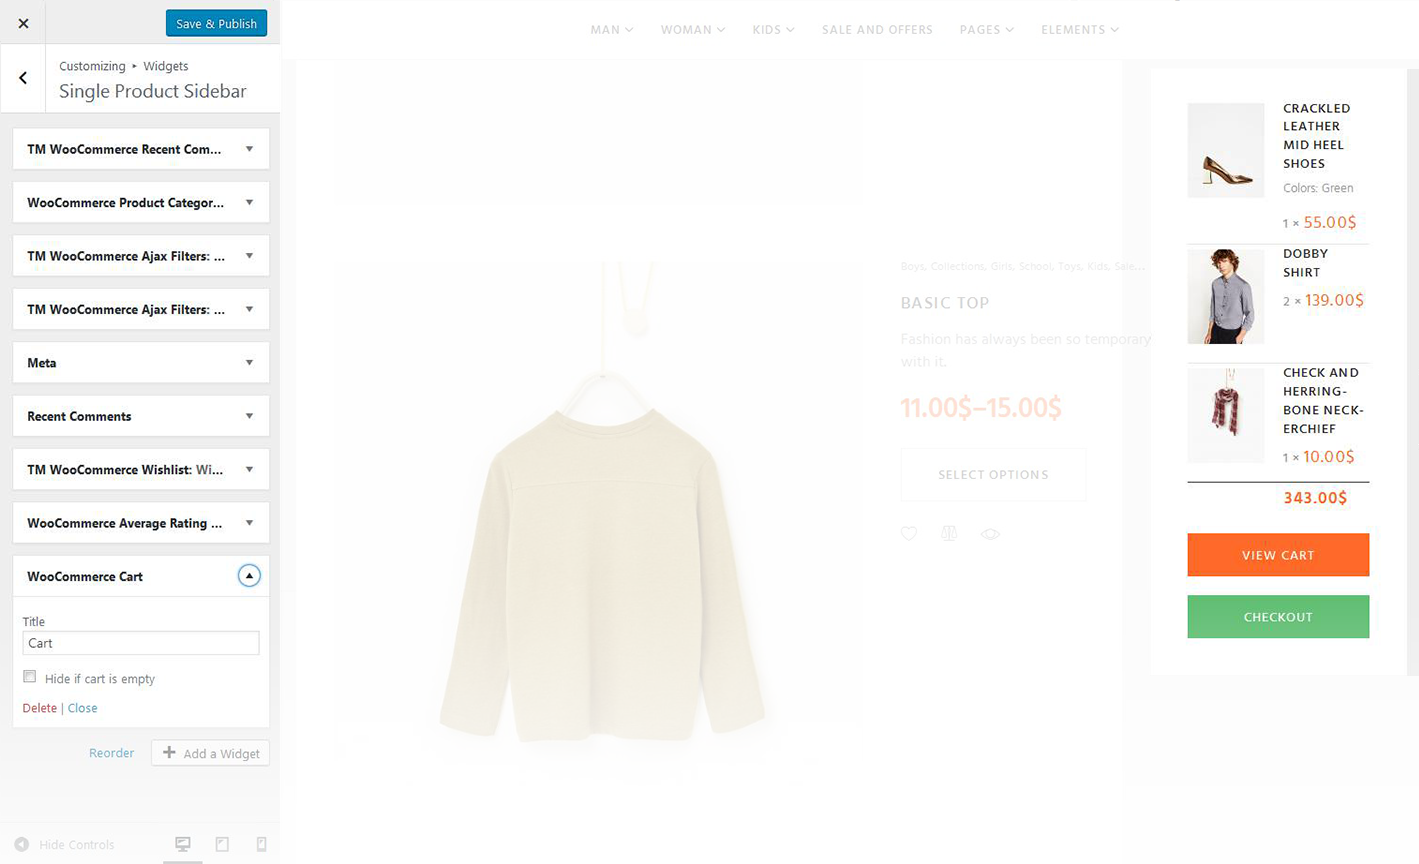 Save & Publish
Customizing ▸ Widgets
Single Product Sidebar
TM WooCommerce Recent Com...
WooCommerce Product Categor...
TM WooCommerce Ajax Filters: ...
TM WooCommerce Ajax Filters: ...
Meta
Recent Comments
TM WooCommerce Wishlist: Wi...
WooCommerce Average Rating ...
WooCommerce Cart
Title
Cart
Hide if cart is empty
Delete | Close
Reorder
Add a Widget
Hide Controls
MAN
WOMAN
KIDS
SALE AND OFFERS
PAGES
ELEMENTS
Boys, Collections, Girls, School, Toys, Kids, Sale...
BASIC TOP
Fashion has always been so temporary
with it.
11.00$–15.00$
SELECT OPTIONS
CRACKLED
LEATHER
MID HEEL
SHOES
Colors: Green
1 × 55.00$
DOBBY
SHIRT
2 × 139.00$
CHECK AND
HERRING-
BONE NECK-
ERCHIEF
1 × 10.00$
343.00$
VIEW CART
CHECKOUT